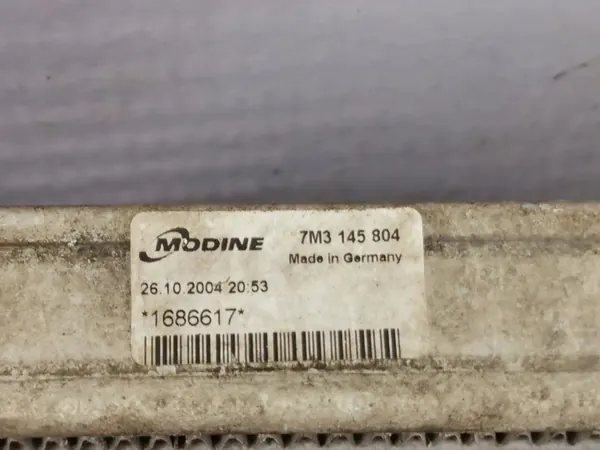 MODINE
7M3 145 804
Made in Germany
26.10.2004 20:53
*1686617*